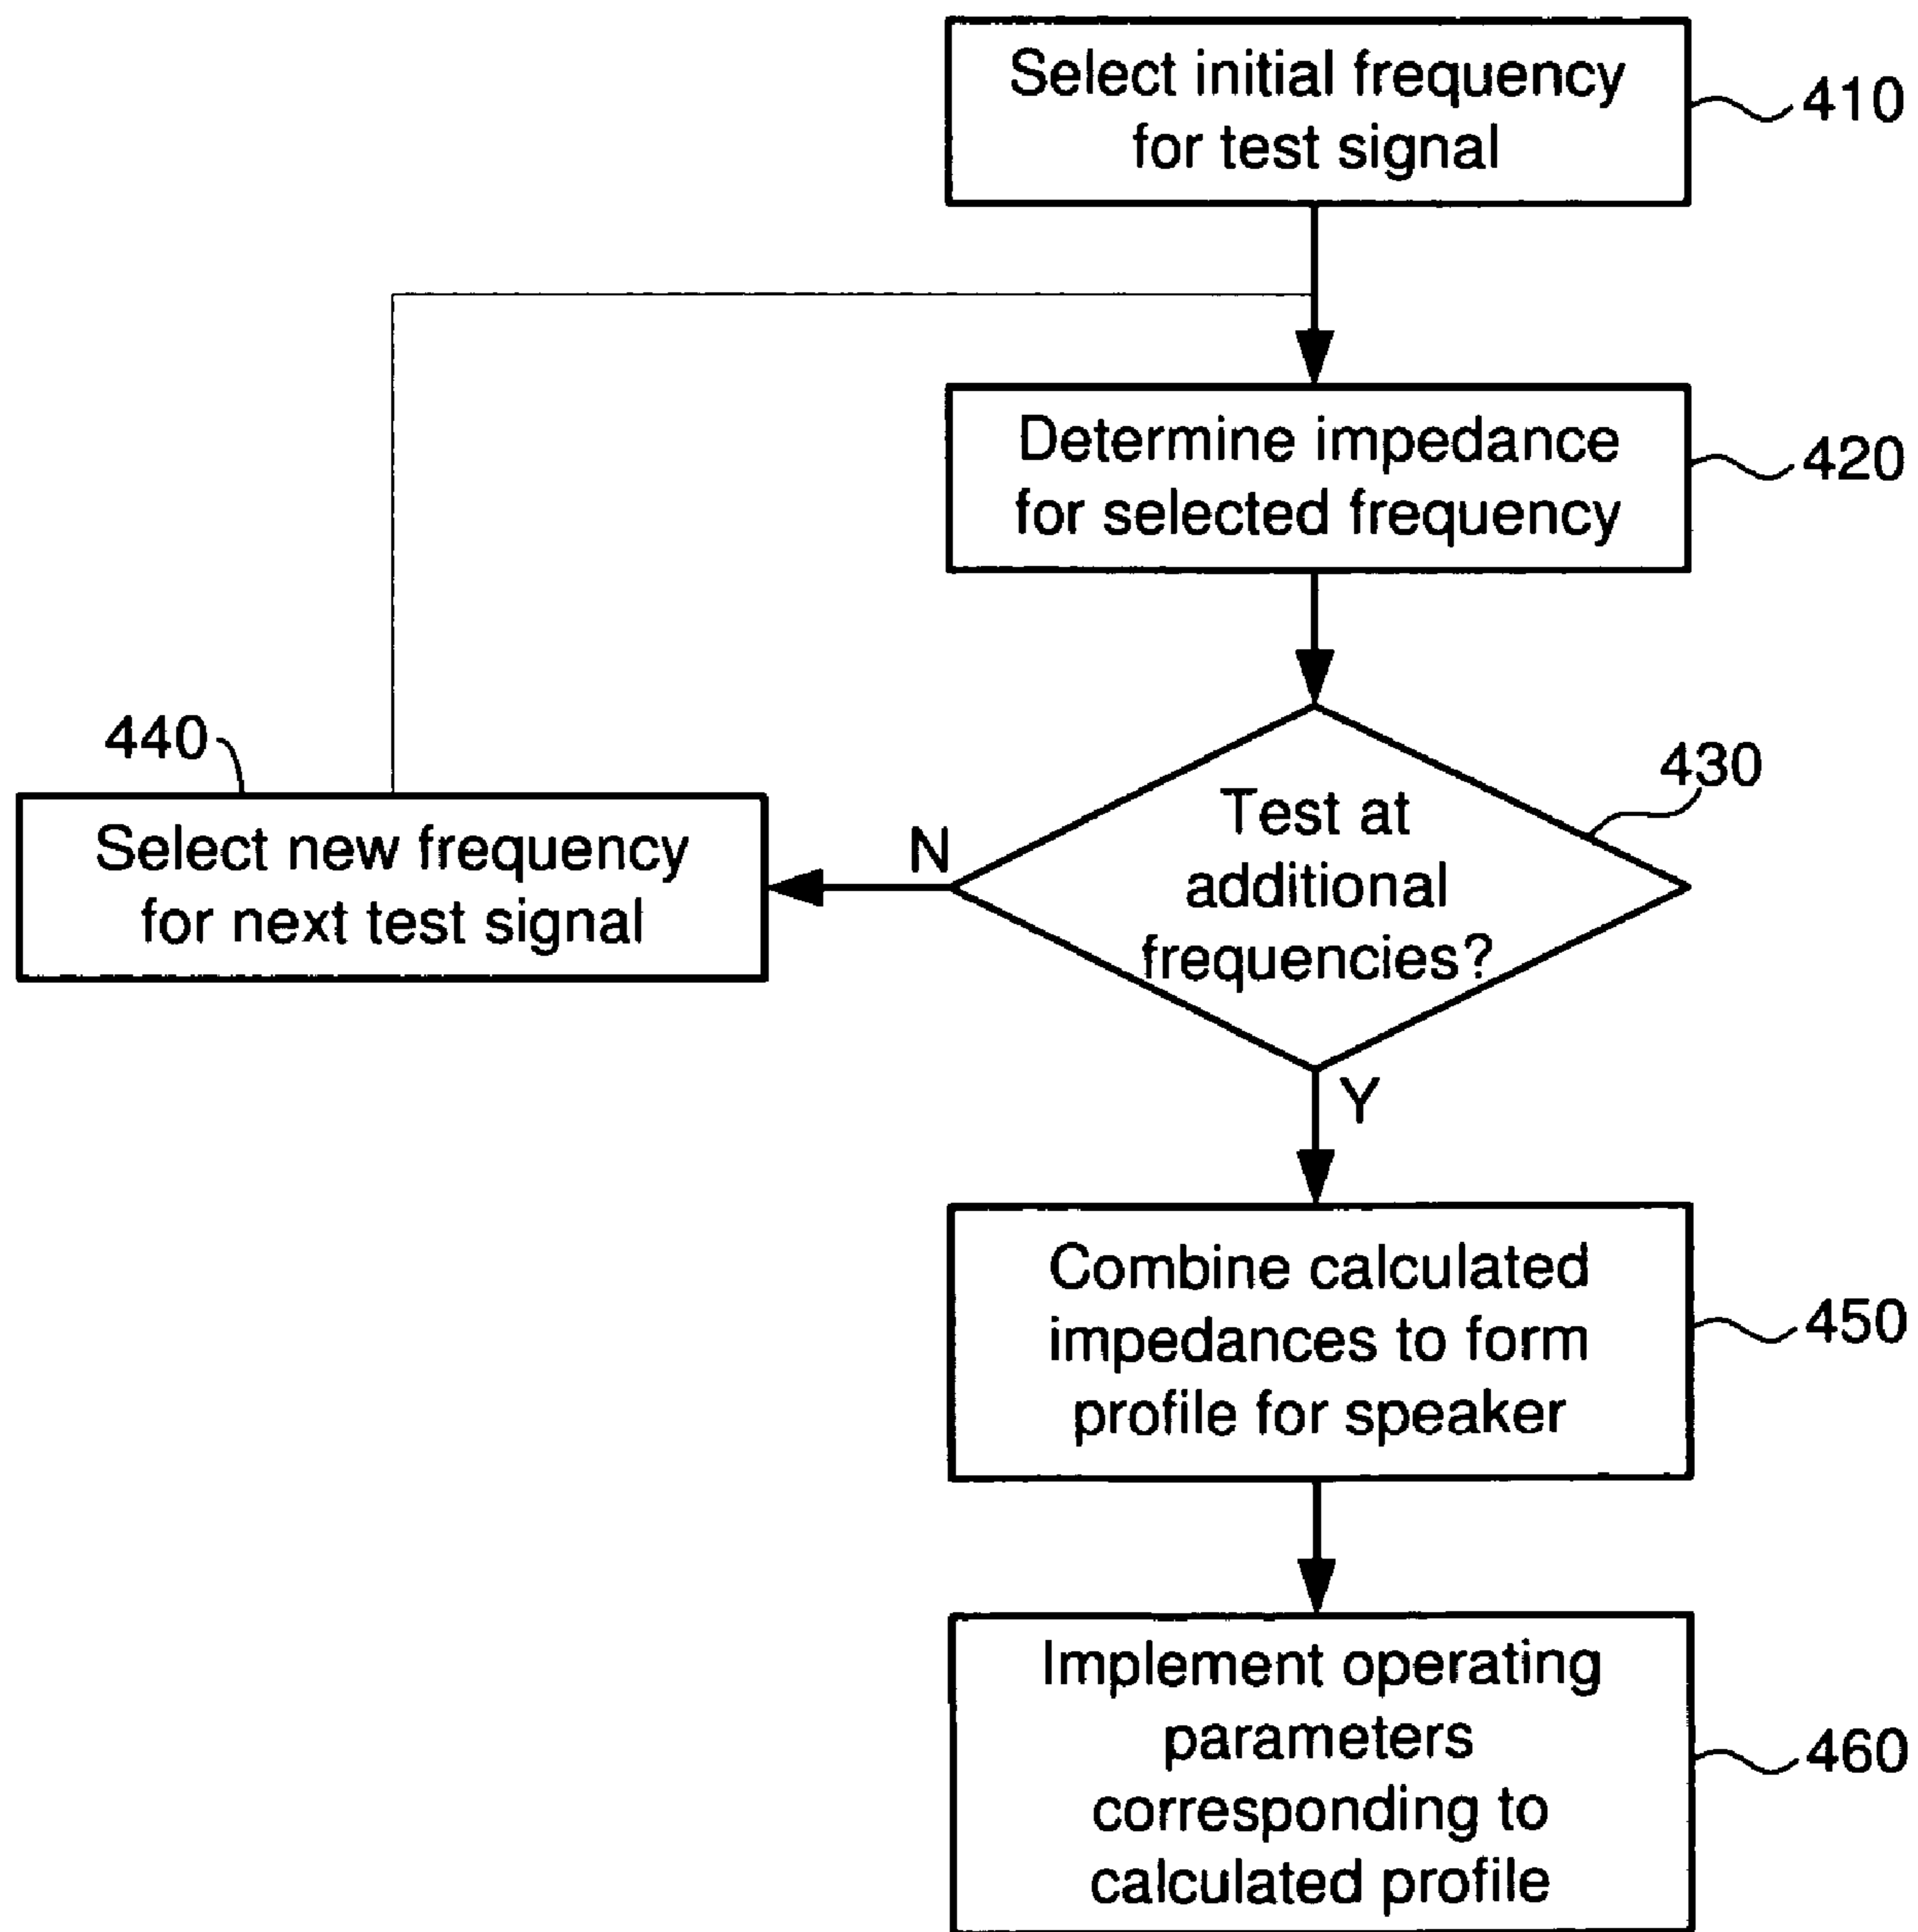 Select initial frequency
for test signal
410
Determine impedance
for selected frequency
420
440
430
Select new frequency
for next test signal
N
Test at
additional
frequencies?
Y
Combine calculated
impedances to form
profile for speaker
450
Implement operating
parameters
corresponding to
calculated profile
460